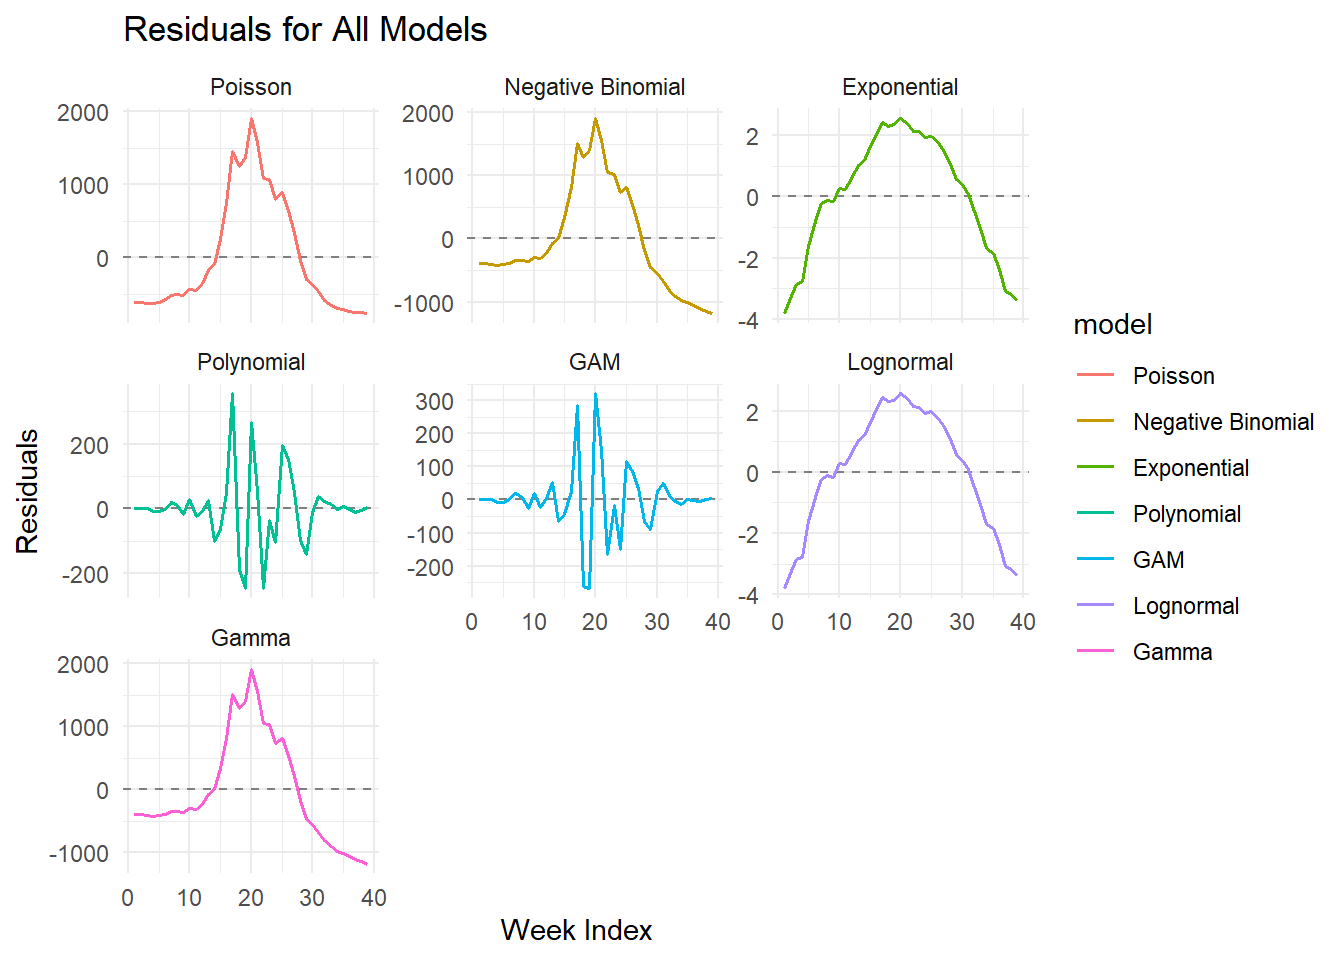 Residuals for All Models
Poisson
Negative Binomial
Exponential
2000
1000
0
2000
1000
0
-1000
2
0
-2
-4
Polynomial
GAM
Lognormal
200
0
-200
300
200
100
0
-100
-200
2
0
-2
-4
0 10 20 30 40
0 10 20 30 40
Gamma
2000
1000
0
-1000
0 10 20 30 40
Residuals
Week Index
model
Poisson
Negative Binomial
Exponential
Polynomial
GAM
Lognormal
Gamma